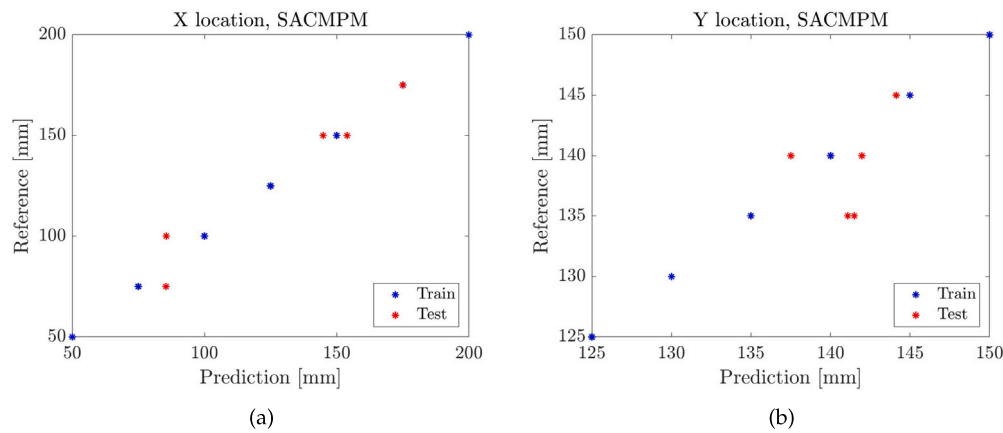 X location, SACMPM
200
150
100
50
Reference [mm]
50
100
150
200
Prediction [mm]
Train
Test
(a)
Y location, SACMPM
150
145
140
135
130
125
Reference [mm]
125
130
135
140
145
150
Prediction [mm]
Train
Test
(b)